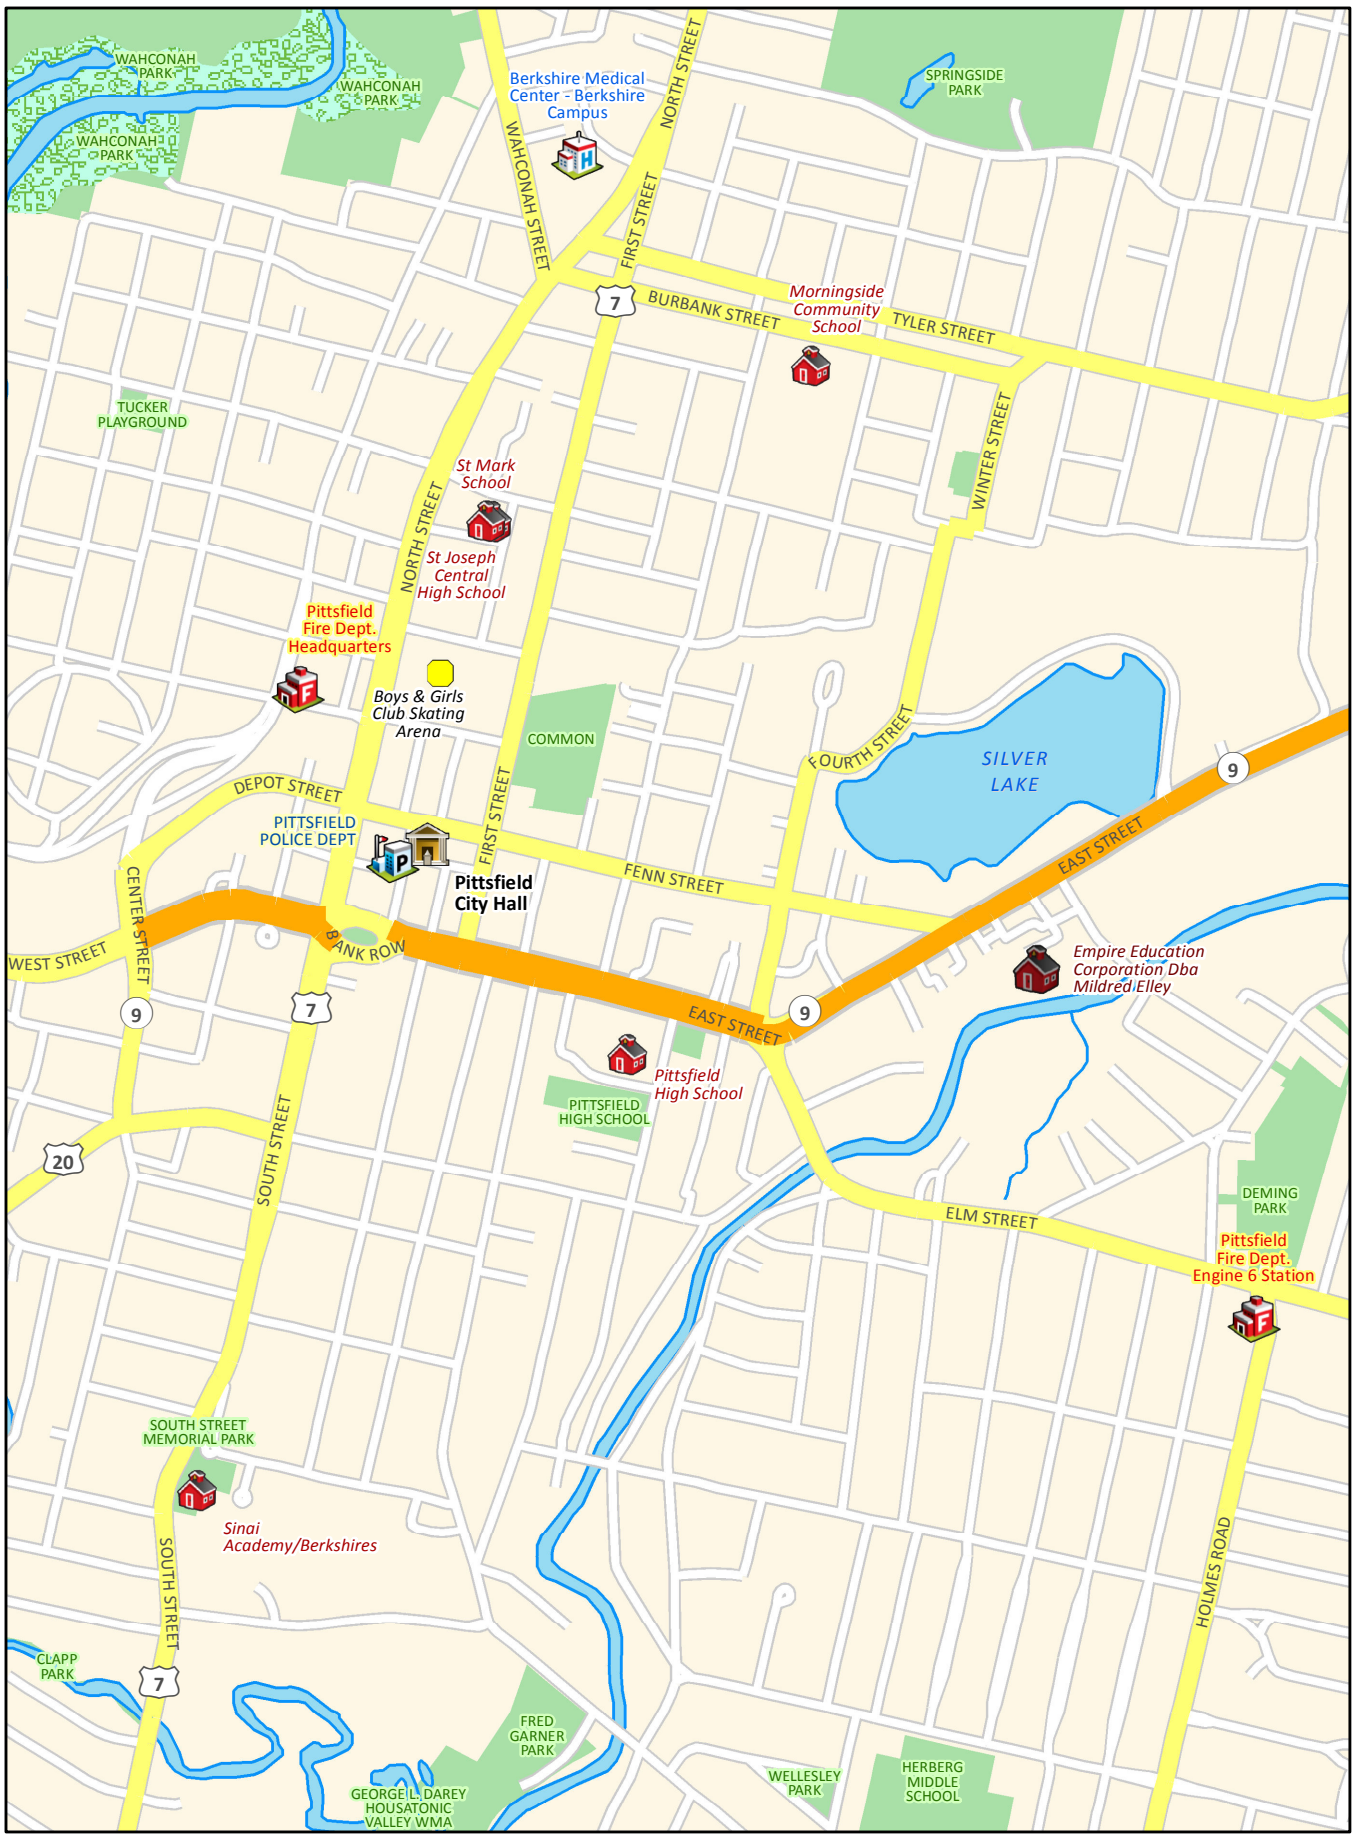 WAHCONAH
PARK
WAHCONAH
PARK
WAHCONAH
PARK
Berkshire Medical
Center - Berkshire
Campus
H
NORTH STREET
SPRINGSIDE
PARK
WAHCONAH STREET
FIRST STREET
7
BURBANK STREET
Morningside
Community
School
TYLER STREET
TUCKER
PLAYGROUND
WINTER STREET
St Mark
School
NORTH STREET
St Joseph
Central
High School
Pittsfield
Fire Dept.
Headquarters
F
Boys & Girls
Club Skating
Arena
COMMON
FOURTH STREET
SILVER
LAKE
9
DEPOT STREET
FIRST STREET
PITTSFIELD
POLICE DEPT
P
EAST STREET
FENN STREET
Pittsfield
City Hall
CENTER STREET
WEST STREET
BANK ROW
Empire Education
Corporation Dba
Mildred Elley
9
7
EAST STREET
9
Pittsfield
High School
PITTSFIELD
HIGH SCHOOL
20
SOUTH STREET
DEMING
PARK
ELM STREET
Pittsfield
Fire Dept.
Engine 6 Station
F
SOUTH STREET
MEMORIAL PARK
Sinai
Academy/Berkshires
SOUTH STREET
HOLMES ROAD
CLAPP
PARK
7
FRED
GARNER
PARK
GEORGE L. DAREY
HOUSATONIC
VALLEY WMA
WELLESLEY
PARK
HERBERG
MIDDLE
SCHOOL